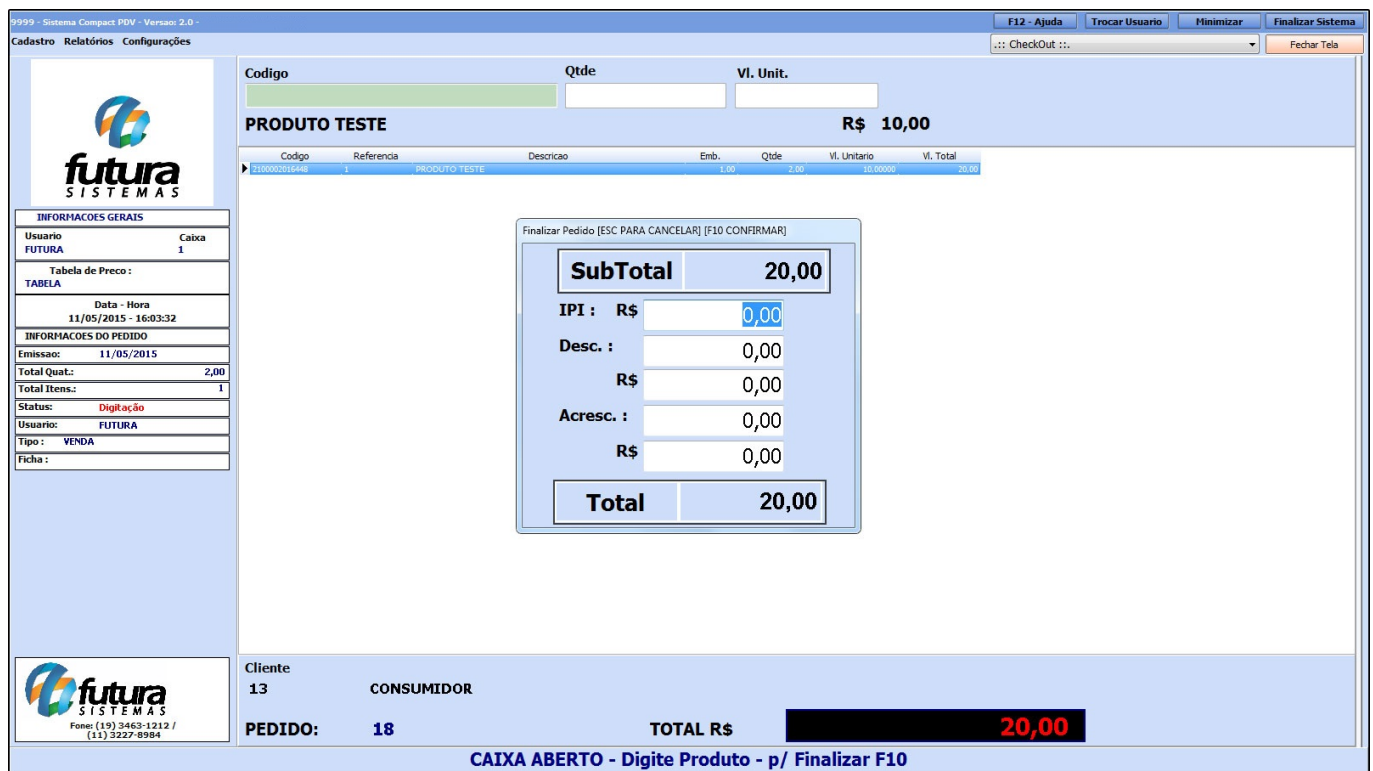 9999 - Sistema Compact PDV - Versao: 2.0 -
F12 - Ajuda Trocar Usuario Minimizar Finalizar Sistema
Cadastro Relatórios Configurações
.:: CheckOut ::. Fechar Tela
futura
SISTEMAS
INFORMACOES GERAIS
Usuario Caixa
FUTURA 1
Tabela de Preco :
TABELA
Data - Hora
11/05/2015 - 16:03:32
INFORMACOES DO PEDIDO
Emissao: 11/05/2015
Total Quat.: 2,00
Total Itens.: 1
Status: Digitação
Usuario: FUTURA
Tipo : VENDA
Ficha :
futura
SISTEMAS
Fone: (19) 3463-1212 /
(11) 3227-8984
Codigo Qtde Vl. Unit.
PRODUTO TESTE R$ 10,00
Codigo Referencia Descricao Emb. Qtde Vl. Unitario Vl. Total
2100002016448 1 PRODUTO TESTE 1,00 2,00 10,00000 20,00
Finalizar Pedido [ESC PARA CANCELAR] [F10 CONFIRMAR]
SubTotal 20,00
IPI : R$ 0,00
Desc. : 0,00
R$ 0,00
Acresc. : 0,00
R$ 0,00
Total 20,00
Cliente
13 CONSUMIDOR
PEDIDO: 18 TOTAL R$ 20,00
CAIXA ABERTO - Digite Produto - p/ Finalizar F10